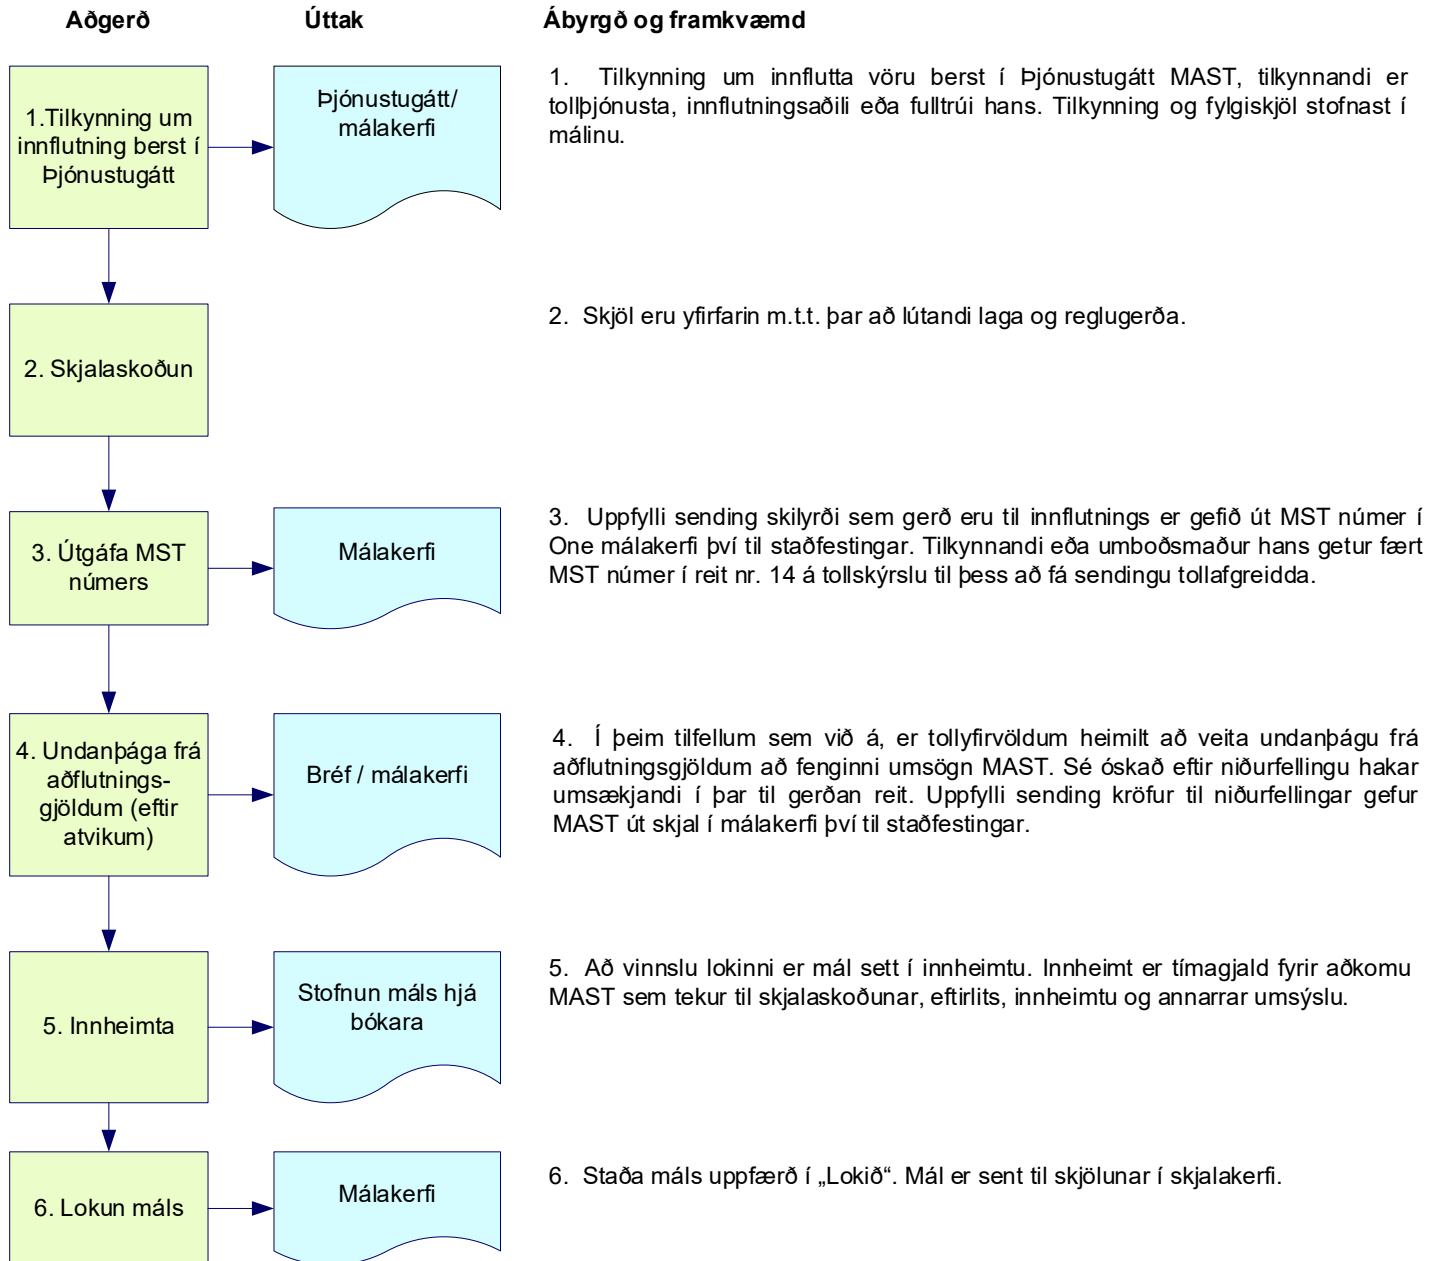 Aðgerð
Úttak
Ábyrgð og framkvæmd
1.Tilkynning um
innflutning berst í
Þjónustugátt
Þjónustugátt/
málakerfi
1. Tilkynning um innflutta vöru berst í Þjónustugátt MAST, tilkynnandi er
tollþjónusta, innflutningsaðili eða fulltrúi hans. Tilkynning og fylgiskjöl stofnast í
málinu.
2. Skjalaskoðun
2. Skjöl eru yfirfarin m.t.t. þar að lútandi laga og reglugerða.
3. Útgáfa MST
númers
Málakerfi
3. Uppfylli sending skilyrði sem gerð eru til innflutnings er gefið út MST númer í
One málakerfi því til staðfestingar. Tilkynnandi eða umboðsmaður hans getur fært
MST númer í reit nr. 14 á tollskýrslu til þess að fá sendingu tollafgreidda.
4. Undanþága frá
aðflutnings-
gjöldum (eftir
atvikum)
Bréf / málakerfi
4. Í þeim tilfellum sem við á, er tollyfirvöldum heimilt að veita undanþágu frá
aðflutningsgjöldum að fenginni umsögn MAST. Sé óskað eftir niðurfellingu hakar
umsækjandi í þar til gerðan reit. Uppfylli sending kröfur til niðurfellingar gefur
MAST út skjal í málakerfi því til staðfestingar.
5. Innheimta
Stofnun máls hjá
bókara
5. Að vinnslu lokinni er mál sett í innheimtu. Innheimt er tímagjald fyrir aðkomu
MAST sem tekur til skjalaskoðunar, eftirlits, innheimtu og annarrar umsýslu.
6. Lokun máls
Málakerfi
6. Staða máls uppfærð í „Lokið“. Mál er sent til skjölunar í skjalakerfi.